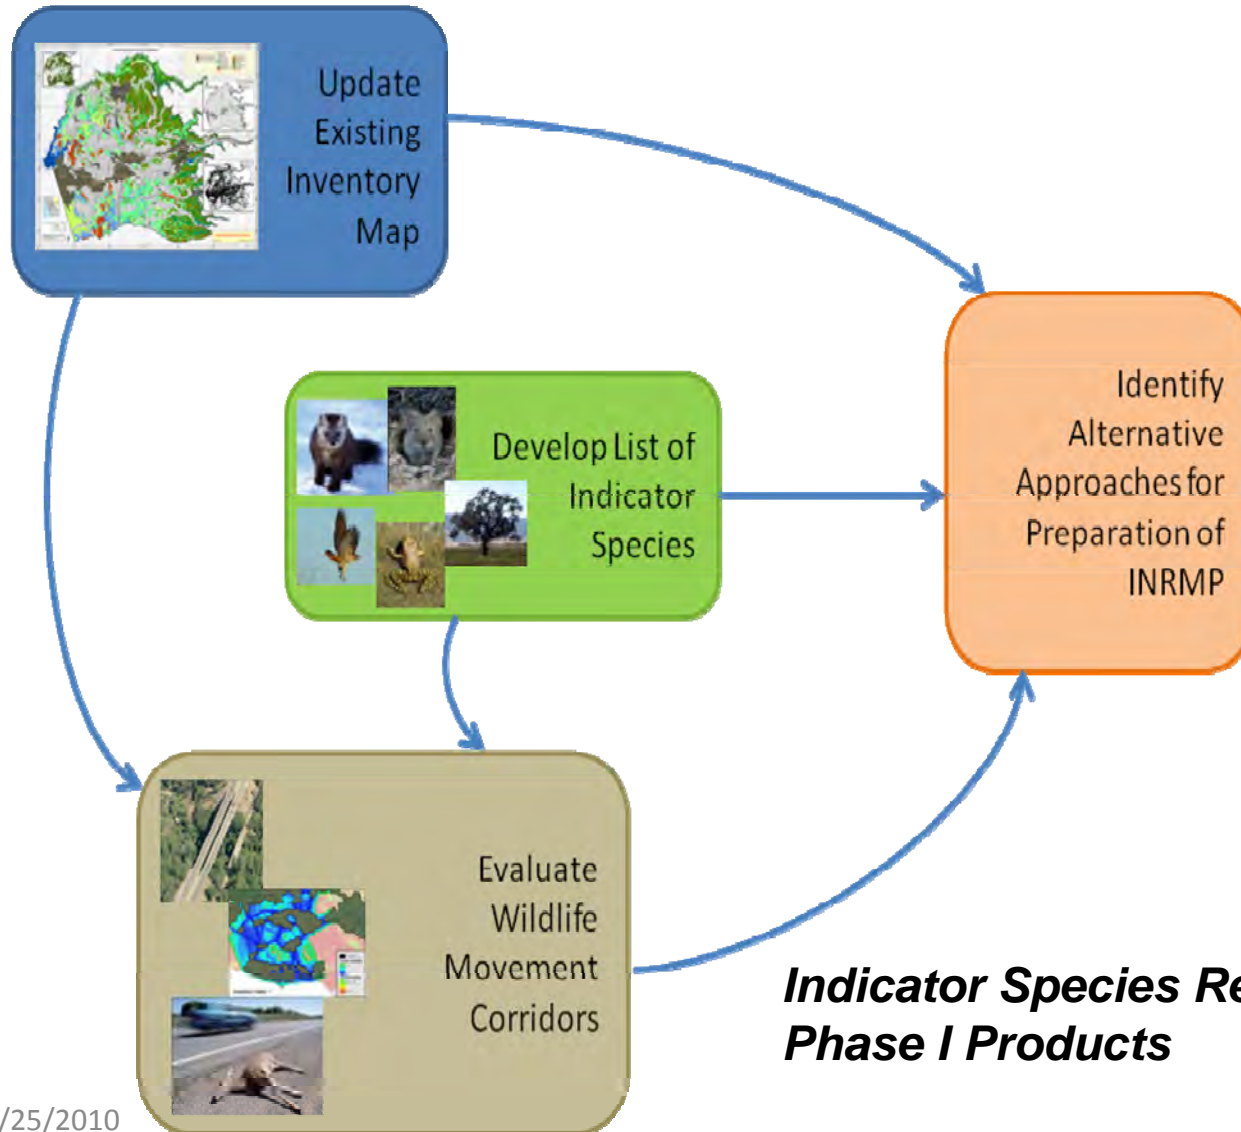 Update
Existing
Inventory
Map
Develop List of
Indicator
Species
Identify
Alternative
Approaches for
Preparation of
INRMP
Evaluate
Wildlife
Movement
Corridors
Indicator Species Re
Phase I Products
/25/2010